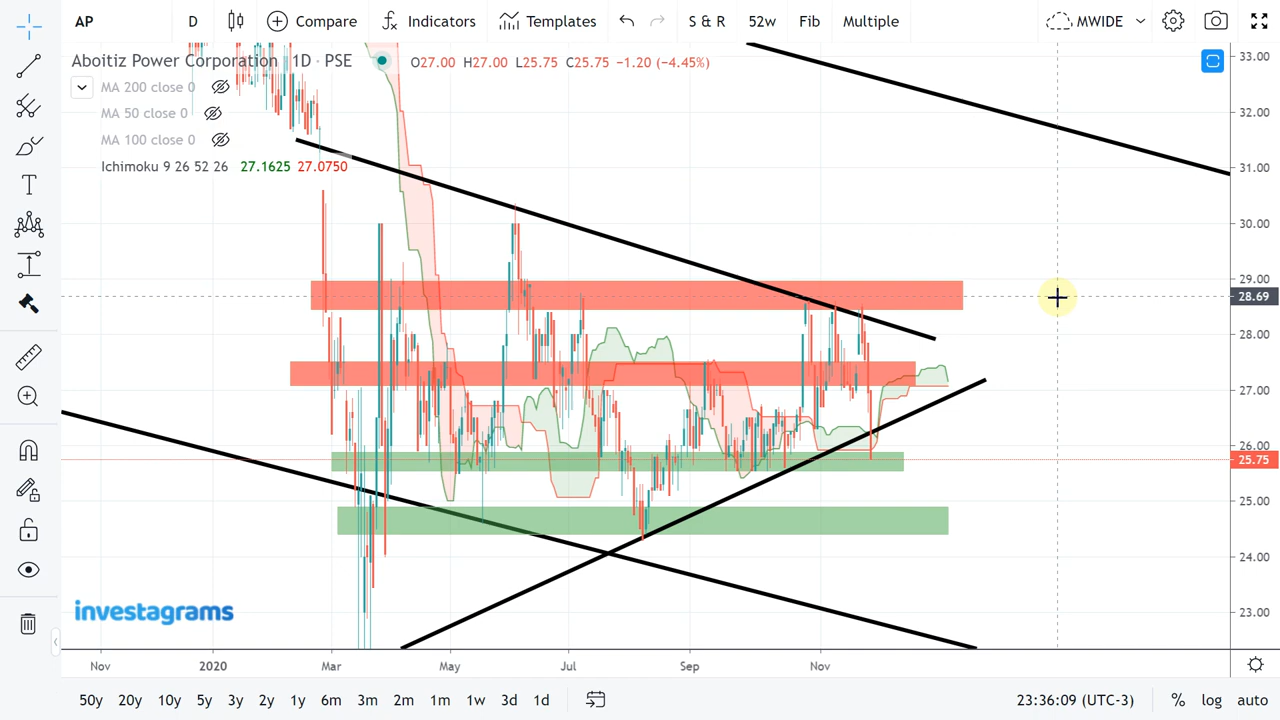 AP D Compare Indicators Templates S & R 52w Fib Multiple MWIDE
Aboitiz Power Corporation 1D · PSE O27.00 H27.00 L25.75 C25.75 −1.20 (−4.45%)
MA 200 close 0
MA 50 close 0
MA 100 close 0
Ichimoku 9 26 52 26 27.1625 27.0750
33.00
32.00
31.00
30.00
29.00
28.69
28.00
27.00
26.00
25.75
25.00
24.00
23.00
investagrams
Nov 2020 Mar May Jul Sep Nov
50y 20y 10y 5y 3y 2y 1y 6m 3m 2m 1m 1w 3d 1d 23:36:09 (UTC-3) % log auto